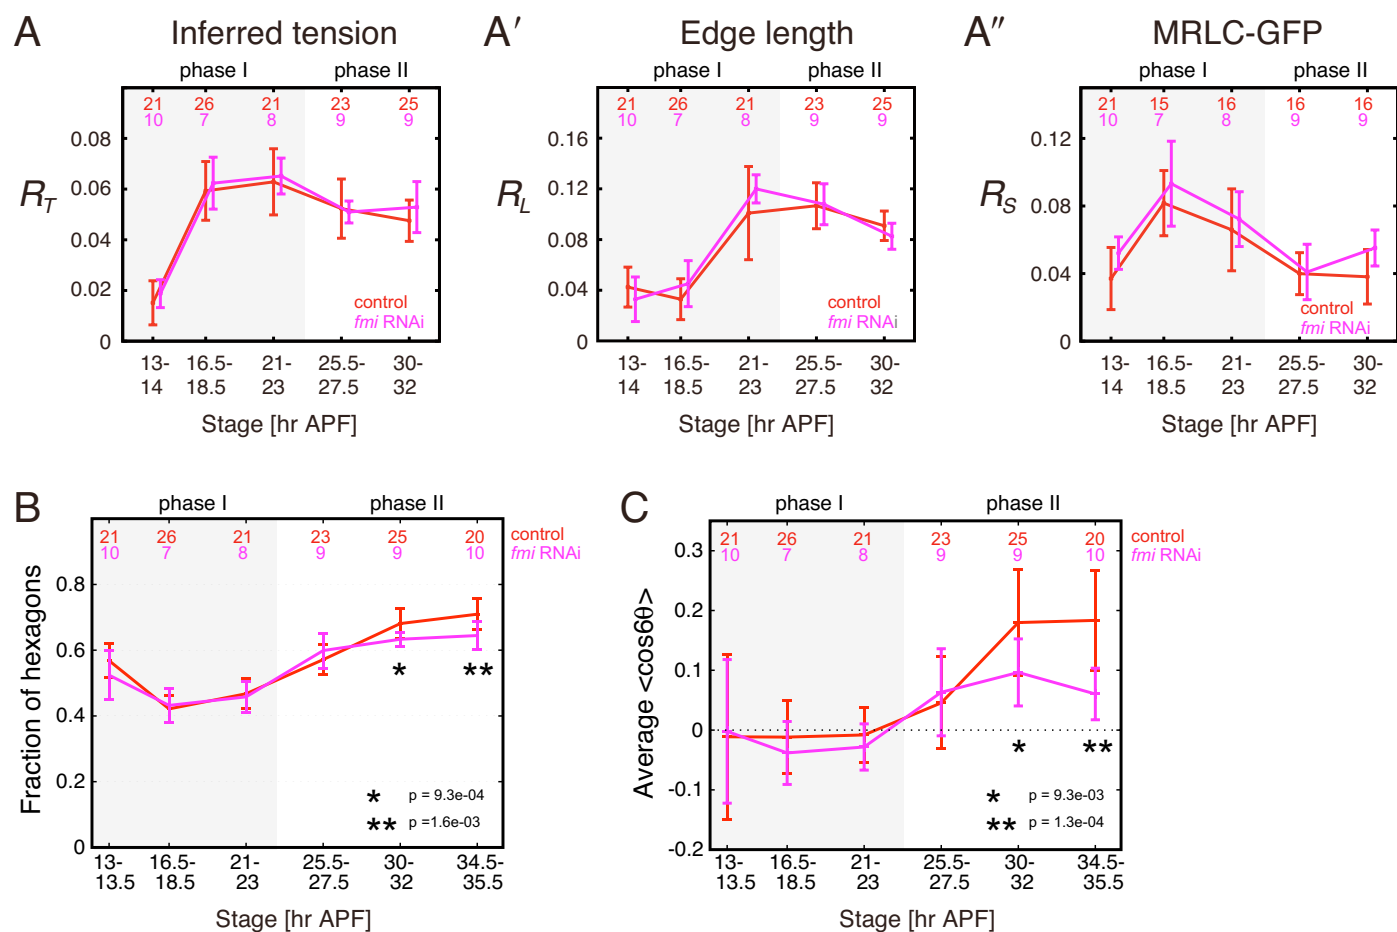 A Inferred tension
phase I phase II
21 26 21 23 25
10 7 8 9 9
0.08
0.06
0.04
0.02
0
R_T
control
fmi RNAi
13-14 16.5-18.5 21-23 25.5-27.5 30-32
Stage [hr APF]
A′ Edge length
phase I phase II
21 26 21 23 25
10 7 8 9 9
0.16
0.12
0.08
0.04
0
R_L
control
fmi RNAi
13-14 16.5-18.5 21-23 25.5-27.5 30-32
Stage [hr APF]
A″ MRLC-GFP
phase I phase II
21 15 16 16 16
10 7 8 9 9
0.12
0.08
0.04
0
R_S
control
fmi RNAi
13-14 16.5-18.5 21-23 25.5-27.5 30-32
Stage [hr APF]
B
phase I phase II
21 26 21 23 25 20 control
10 7 8 9 9 10 fmi RNAi
0.8
0.6
0.4
0.2
0
Fraction of hexagons
* **
* p = 9.3e-04
** p =1.6e-03
13-13.5 16.5-18.5 21-23 25.5-27.5 30-32 34.5-35.5
Stage [hr APF]
C
phase I phase II
21 26 21 23 25 20 control
10 7 8 9 9 10 fmi RNAi
0.3
0.2
0.1
0
-0.1
-0.2
Average <cos6θ>
* **
* p = 9.3e-03
** p = 1.3e-04
13-13.5 16.5-18.5 21-23 25.5-27.5 30-32 34.5-35.5
Stage [hr APF]